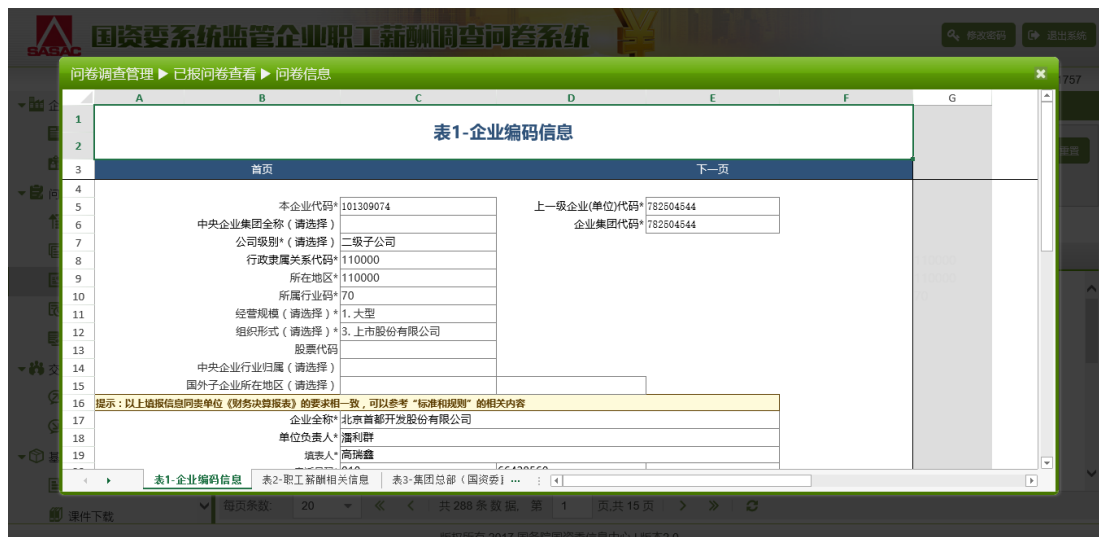 SASAC
国资委系统监管企业职工薪酬调查问卷系统
修改密码 退出系统
问卷调查管理 ▶ 已报问卷查看 ▶ 问卷信息
1757
企
重置
A B C D E F G
1
表1-企业编码信息
2
3 首页 下一页
4
5 本企业代码* 101309074 上一级企业(单位)代码* 782504544
6 中央企业集团全称(请选择) 企业集团代码* 782504544
7 公司级别*(请选择) 二级子公司
8 行政隶属关系代码* 110000
9 所在地区* 110000
10 所属行业码* 70
11 经营规模(请选择)* 1. 大型
12 组织形式(请选择)* 3. 上市股份有限公司
13 股票代码
14 中央企业行业归属(请选择)
15 国外子企业所在地区(请选择)
16 提示:以上填报信息同贵单位《财务决算报表》的要求相一致,可以参考“标准和规则”的相关内容
17 企业全称* 北京首都开发股份有限公司
18 单位负责人* 潘利群
19 填表人* 高瑞鑫
问
交
基
表1-企业编码信息 表2-职工薪酬相关信息 表3-集团总部(国资委 ...
课件下载
每页条数: 20 共 288 条 数 据, 第 1 页,共 15 页